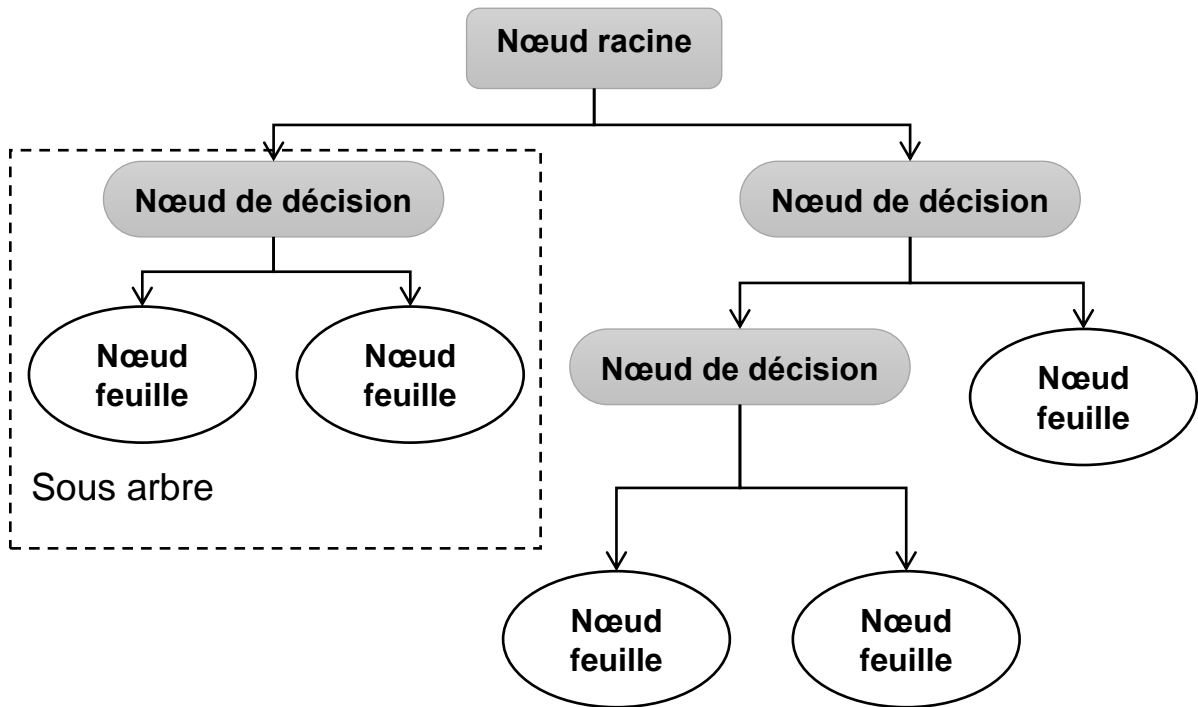 Nœud racine
Nœud de décision
Nœud de décision
Nœud
feuille
Nœud
feuille
Nœud de décision
Nœud
feuille
Sous arbre
Nœud
feuille
Nœud
feuille